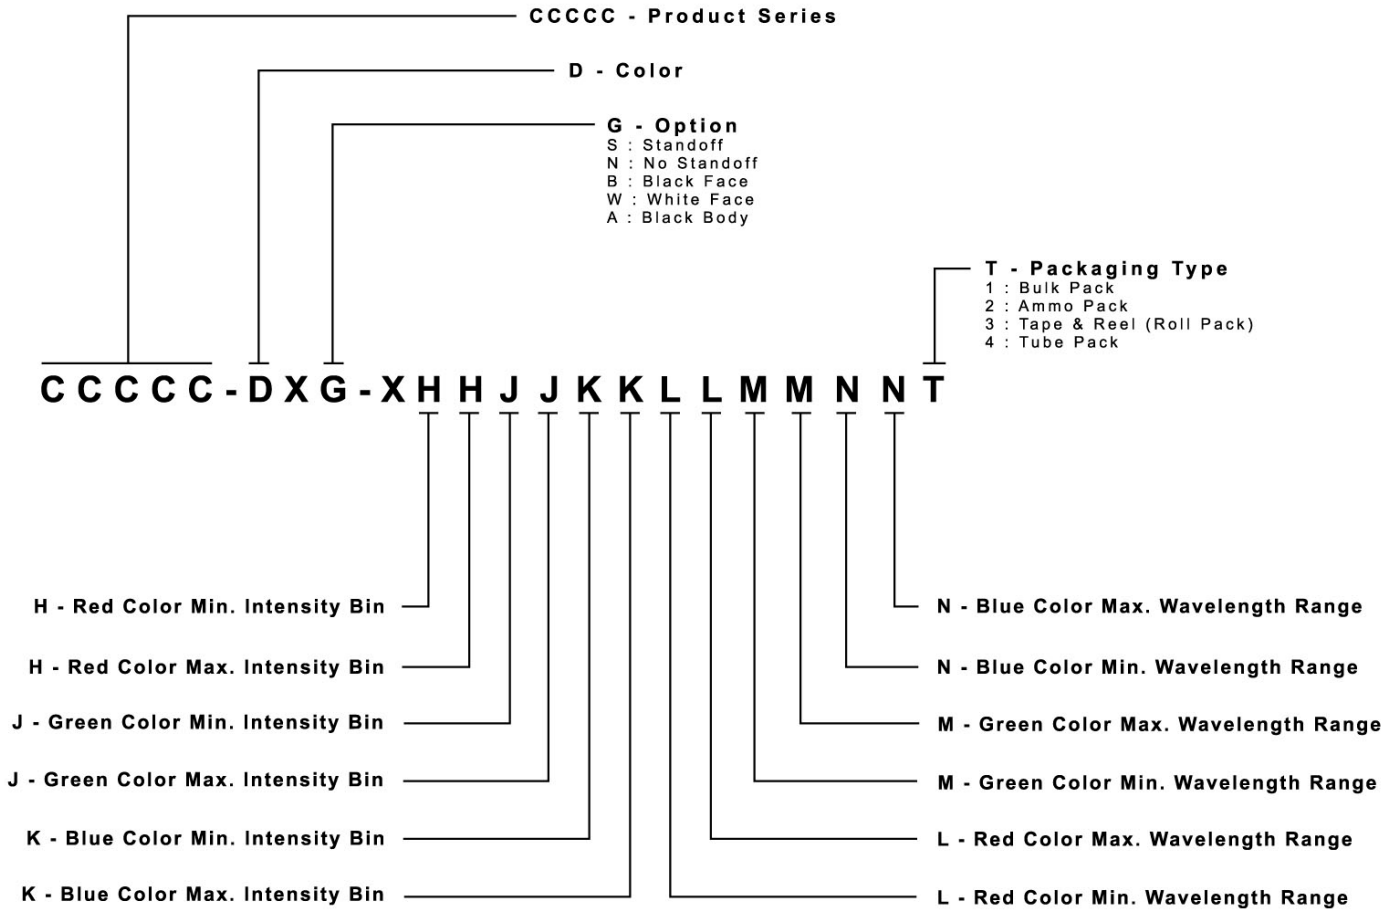 CCCCC - Product Series
D - Color
G - Option
S : Standoff
N : No Standoff
B : Black Face
W : White Face
A : Black Body
T - Packaging Type
1 : Bulk Pack
2 : Ammo Pack
3 : Tape & Reel (Roll Pack)
4 : Tube Pack
CCCCC-DXG-XHHJJKKLLMMNNT
H - Red Color Min. Intensity Bin
H - Red Color Max. Intensity Bin
J - Green Color Min. Intensity Bin
J - Green Color Max. Intensity Bin
K - Blue Color Min. Intensity Bin
K - Blue Color Max. Intensity Bin
N - Blue Color Max. Wavelength Range
N - Blue Color Min. Wavelength Range
M - Green Color Max. Wavelength Range
M - Green Color Min. Wavelength Range
L - Red Color Max. Wavelength Range
L - Red Color Min. Wavelength Range